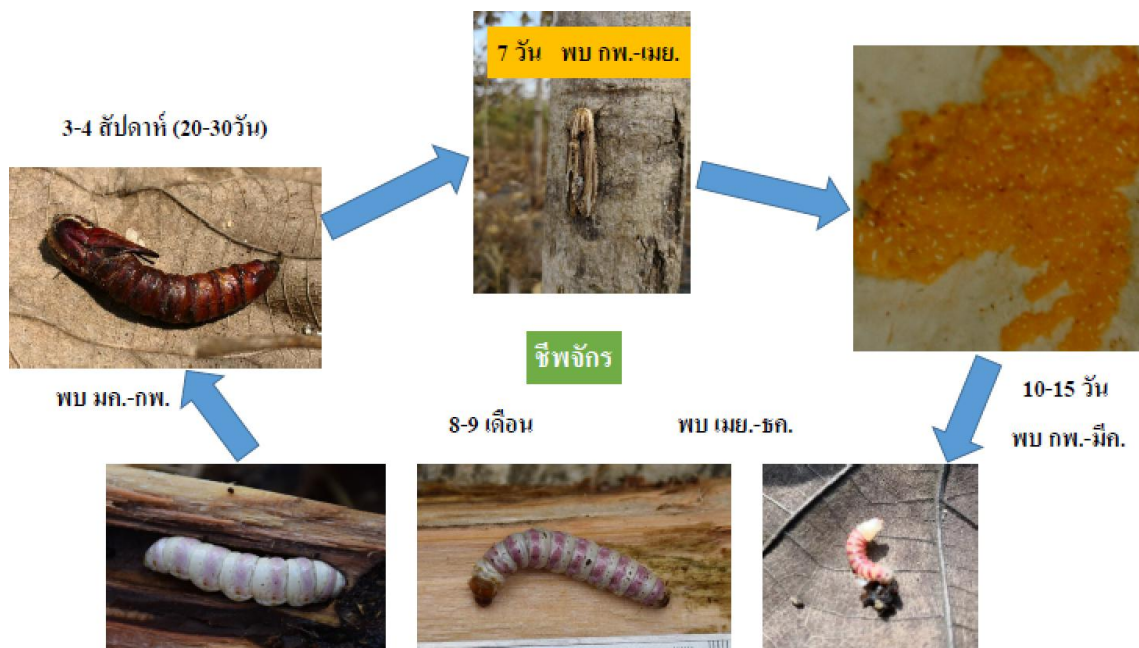 7 วัน พบ กพ.-เมย.
3-4 สัปดาห์ (20-30วัน)
ชีพจักร
พบ มค.-กพ.
10-15 วัน
8-9 เดือน พบ เมย.-ธค.
พบ กพ.-มีค.